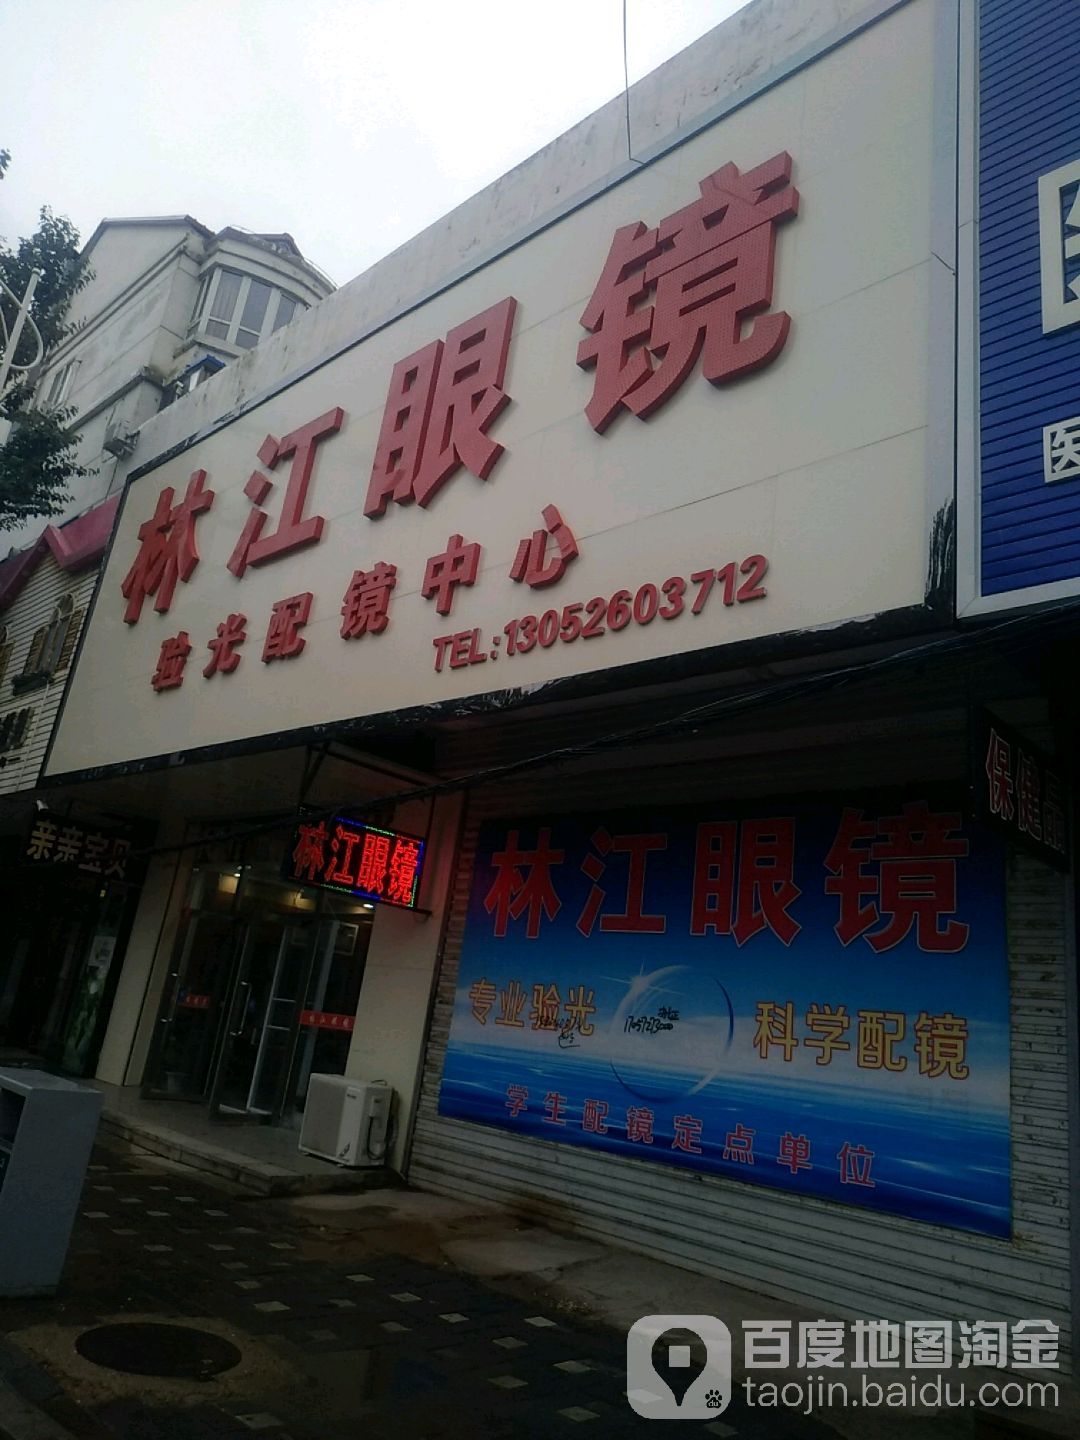 林江眼镜
验光配镜中心
TEL:13052603712
医
保健品
亲亲宝贝
林江眼镜
林江眼镜
专业验光
科学配镜
学生配镜定点单位
百度地图淘金
taojin.baidu.com